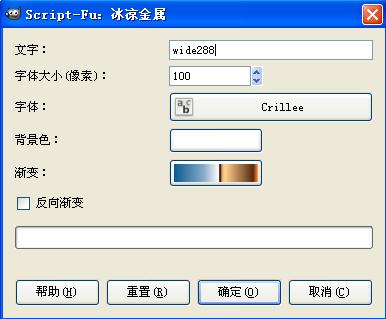 Script-Fu: 冰凉金属
文字：
wide288
字体大小(像素)：
100
字体：
abc
Crillee
背景色：
渐变：
反向渐变
帮助(H) 重置(R) 确定(O) 取消(C)